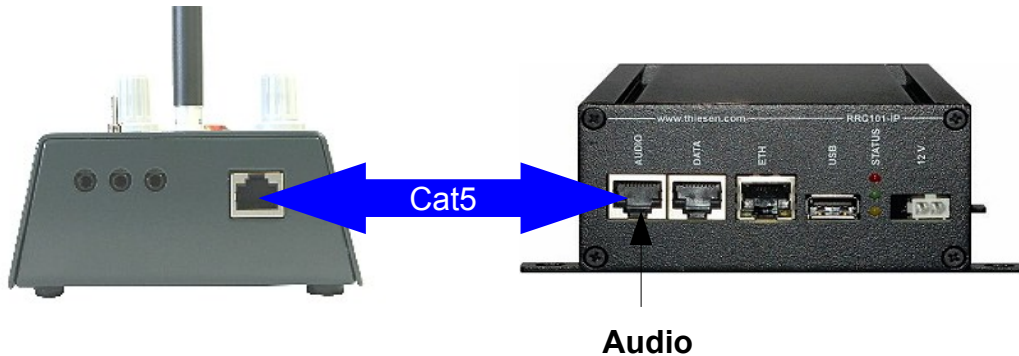 www.thiesen.com RRC101-IP
AUDIO DATA ETH USB STATUS 12 V
Cat5
Audio